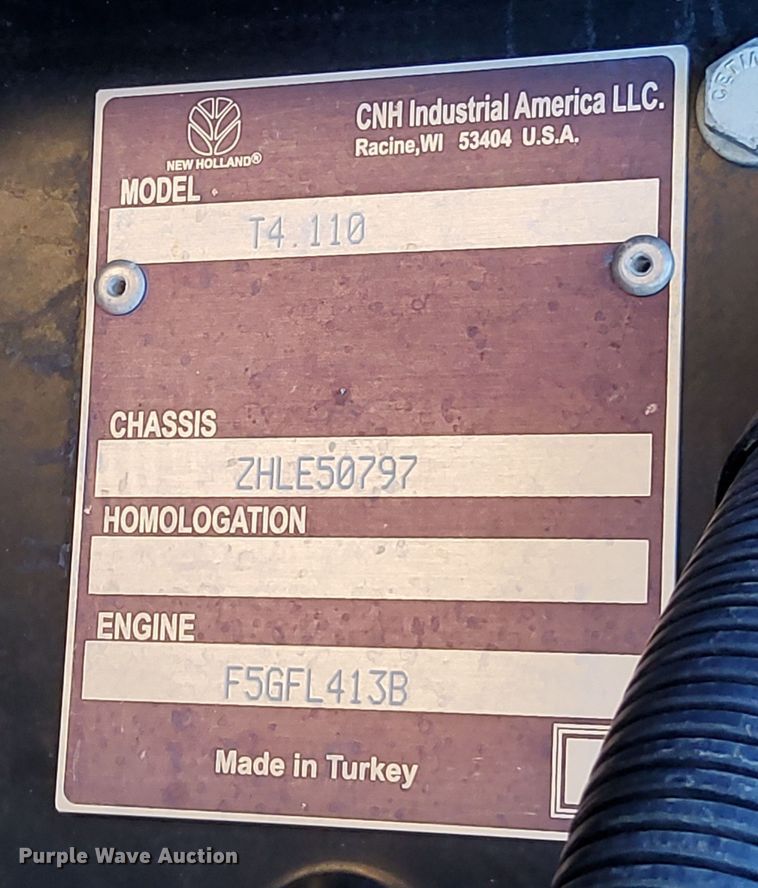 CNH Industrial America LLC.
Racine,WI 53404 U.S.A.
NEW HOLLAND®
MODEL
T4.110
CHASSIS
ZHLE50797
HOMOLOGATION
ENGINE
F5GFL413B
Made in Turkey
Purple Wave Auction